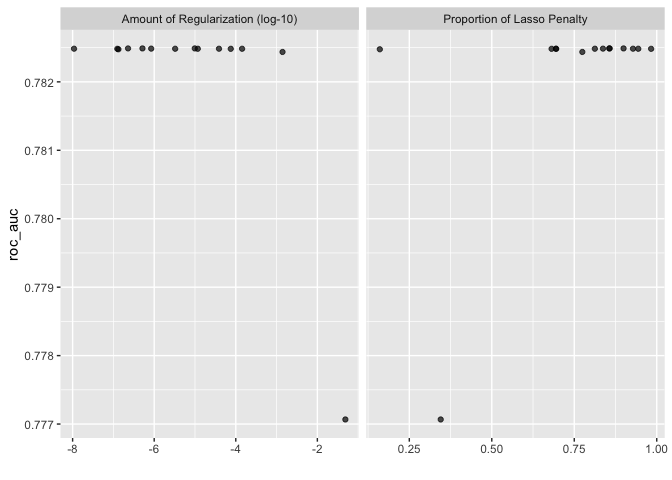 Amount of Regularization (log-10)
Proportion of Lasso Penalty
roc_auc
0.782
0.781
0.780
0.779
0.778
0.777
-8 -6 -4 -2
0.25 0.50 0.75 1.00